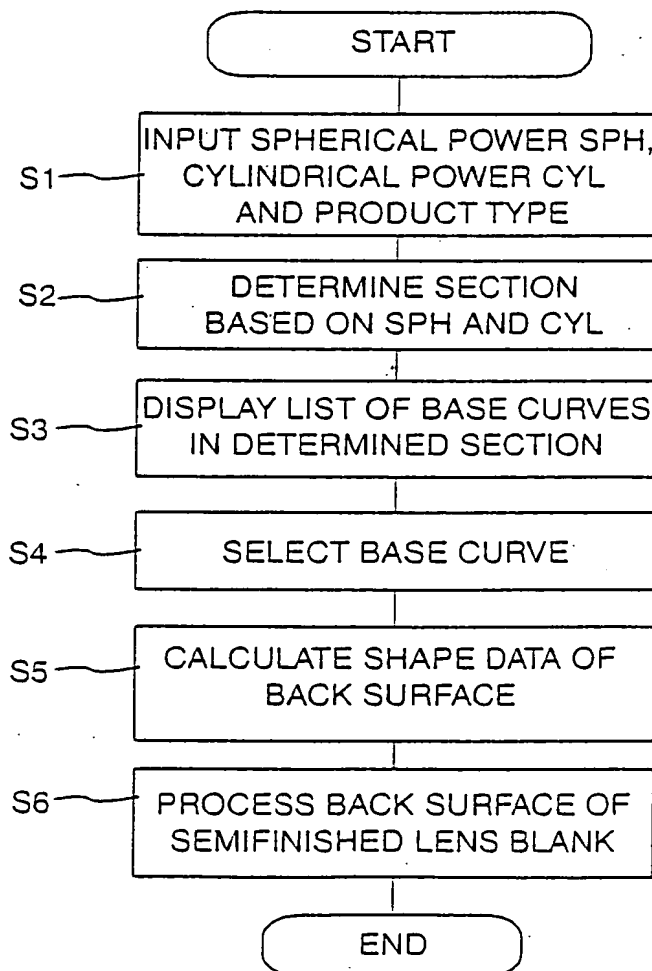 START
S1
INPUT SPHERICAL POWER SPH,
CYLINDRICAL POWER CYL
AND PRODUCT TYPE
S2
DETERMINE SECTION
BASED ON SPH AND CYL
S3
DISPLAY LIST OF BASE CURVES
IN DETERMINED SECTION
S4
SELECT BASE CURVE
S5
CALCULATE SHAPE DATA OF
BACK SURFACE
S6
PROCESS BACK SURFACE OF
SEMIFINISHED LENS BLANK
END